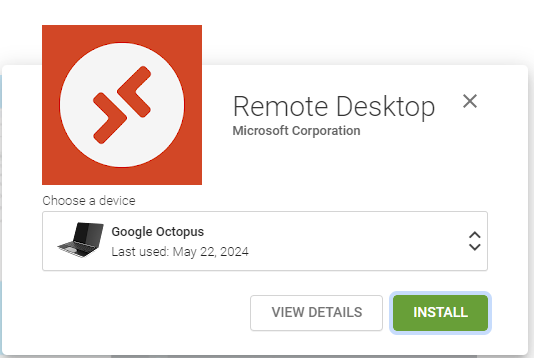 Remote Desktop
Microsoft Corporation
Choose a device
Google Octopus
Last used: May 22, 2024
VIEW DETAILS
INSTALL